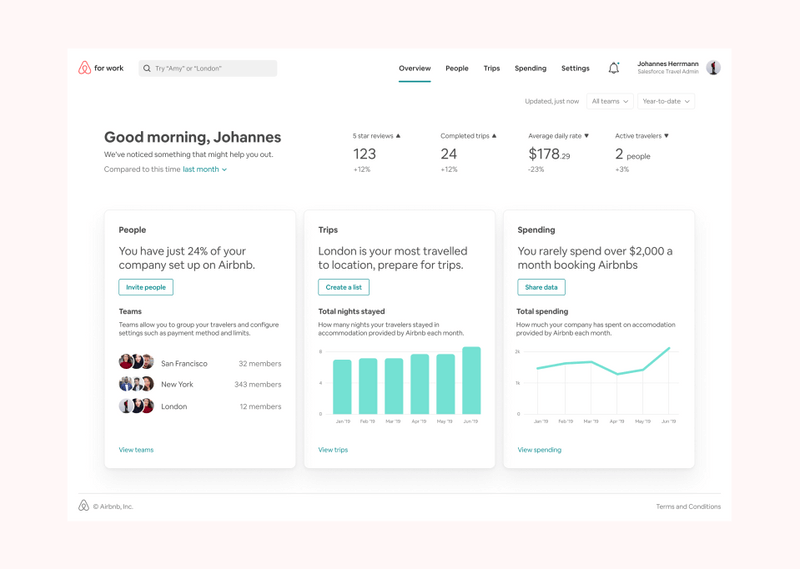 for work
Try "Amy" or "London"
Overview
People
Trips
Spending
Settings
Johannes Herrmann
Salesforce Travel Admin
Updated, just now
All teams
Year-to-date
Good morning, Johannes
We've noticed something that might help you out.
Compared to this time last month
5 star reviews
123
+12%
Completed trips
24
+12%
Average daily rate
$178.29
-23%
Active travelers
2 people
+3%
People
You have just 24% of your
company set up on Airbnb.
Invite people
Teams
Teams allow you to group your travelers and configure
settings such as payment method and limits.
San Francisco 32 members
New York 343 members
London 12 members
View teams
Trips
London is your most travelled
to location, prepare for trips.
Create a list
Total nights stayed
How many nights your travelers stayed in
accommodation provided by Airbnb each month.
8
4
0
Jan '19 Feb '19 Mar '19 Apr '19 May '19 Jun '19
View trips
Spending
You rarely spend over $2,000 a
month booking Airbnbs
Share data
Total spending
How much your company has spent on accomodation
provided by Airbnb each month.
2k
1k
0
Jan '19 Feb '19 Mar '19 Apr '19 May '19 Jun '19
View spending
© Airbnb, Inc.
Terms and Conditions